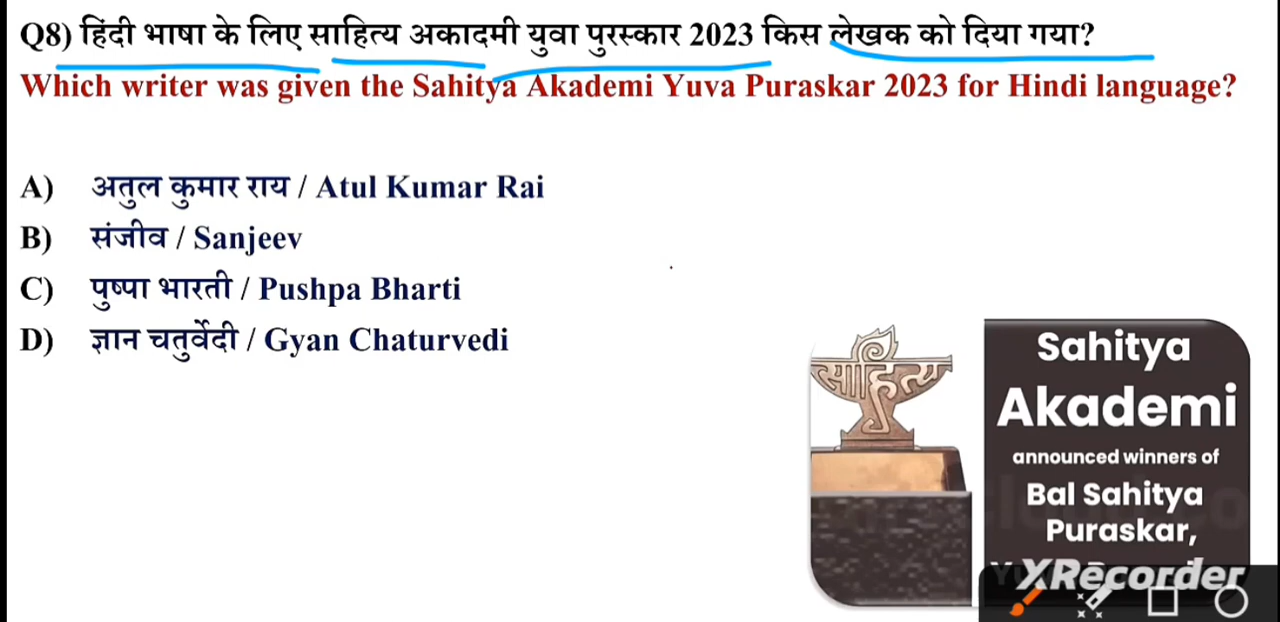 Q8) हिंदी भाषा के लिए साहित्य अकादमी युवा पुरस्कार 2023 किस लेखक को दिया गया?
Which writer was given the Sahitya Akademi Yuva Puraskar 2023 for Hindi language?
A) अतुल कुमार राय / Atul Kumar Rai
B) संजीव / Sanjeev
C) पुष्पा भारती / Pushpa Bharti
D) ज्ञान चतुर्वेदी / Gyan Chaturvedi
साहित्य
Sahitya
Akademi
announced winners of
Bal Sahitya
Puraskar,
XRecorder